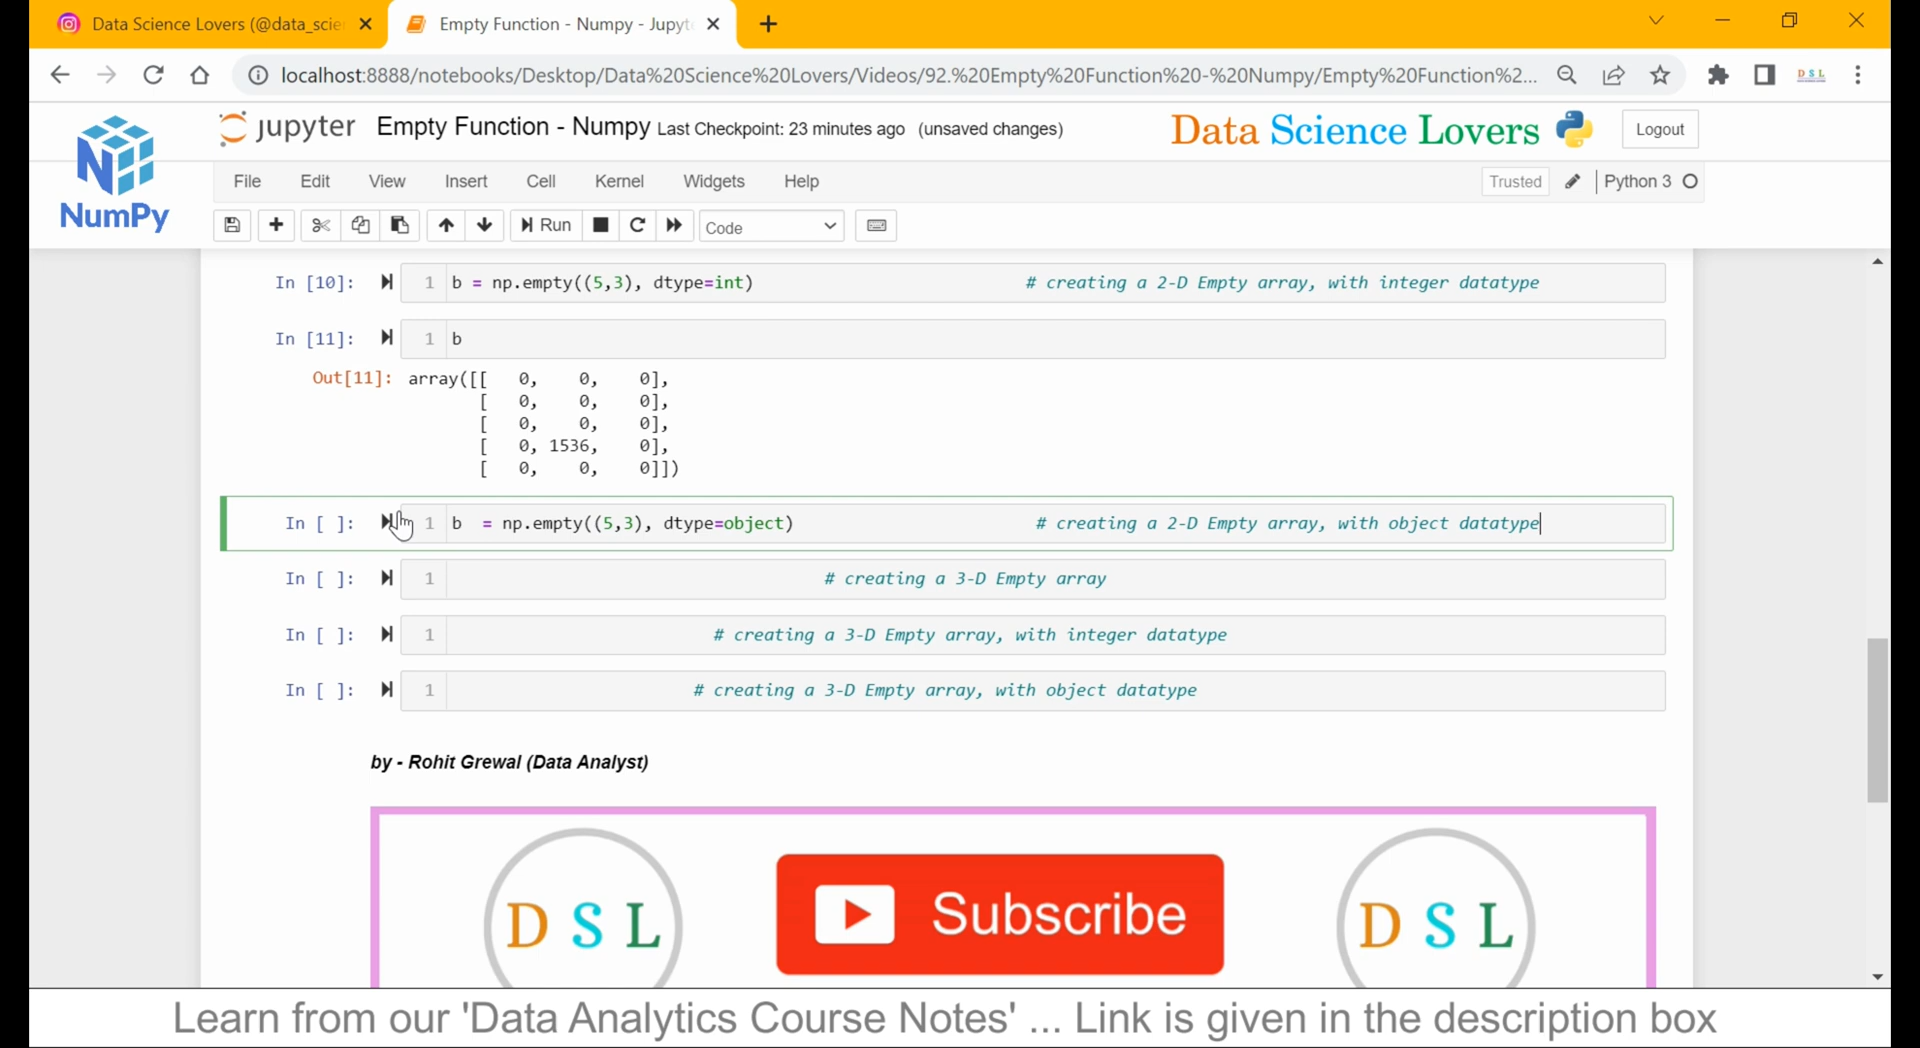 Data Science Lovers (@data_scie
Empty Function - Numpy - Jupyt
localhost:8888/notebooks/Desktop/Data%20Science%20Lovers/Videos/92.%20Empty%20Function%20-%20Numpy/Empty%20Function%2...
DSL
NumPy
jupyter Empty Function - Numpy Last Checkpoint: 23 minutes ago (unsaved changes)
Data Science Lovers
Logout
File Edit View Insert Cell Kernel Widgets Help
Trusted
Python 3
Run
Code
In [10]: 1 b = np.empty((5,3), dtype=int) # creating a 2-D Empty array, with integer datatype
In [11]: 1 b
Out[11]: array([[ 0, 0, 0],
[ 0, 0, 0],
[ 0, 0, 0],
[ 0, 1536, 0],
[ 0, 0, 0]])
In [ ]: 1 b = np.empty((5,3), dtype=object) # creating a 2-D Empty array, with object datatype
In [ ]: 1 # creating a 3-D Empty array
In [ ]: 1 # creating a 3-D Empty array, with integer datatype
In [ ]: 1 # creating a 3-D Empty array, with object datatype
by - Rohit Grewal (Data Analyst)
D S L
Subscribe
D S L
Learn from our 'Data Analytics Course Notes' ... Link is given in the description box